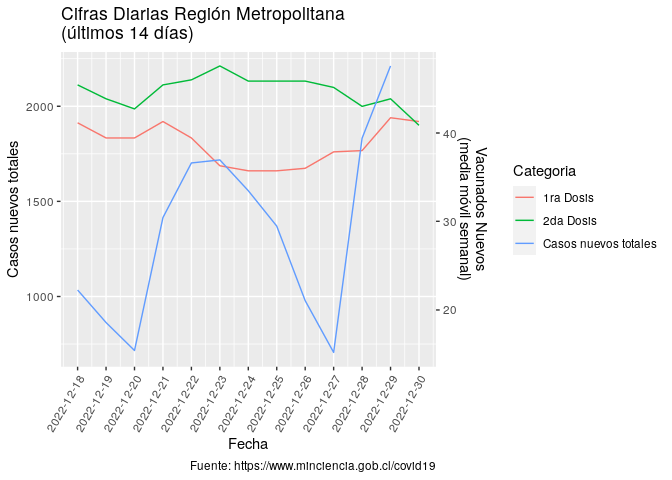 Cifras Diarias Región Metropolitana
(últimos 14 días)
Casos nuevos totales
2000
1500
1000
40
30
20
Vacunados Nuevos
(media móvil semanal)
2022-12-18
2022-12-19
2022-12-20
2022-12-21
2022-12-22
2022-12-23
2022-12-24
2022-12-25
2022-12-26
2022-12-27
2022-12-28
2022-12-29
2022-12-30
Fecha
Categoria
1ra Dosis
2da Dosis
Casos nuevos totales
Fuente: https://www.minciencia.gob.cl/covid19